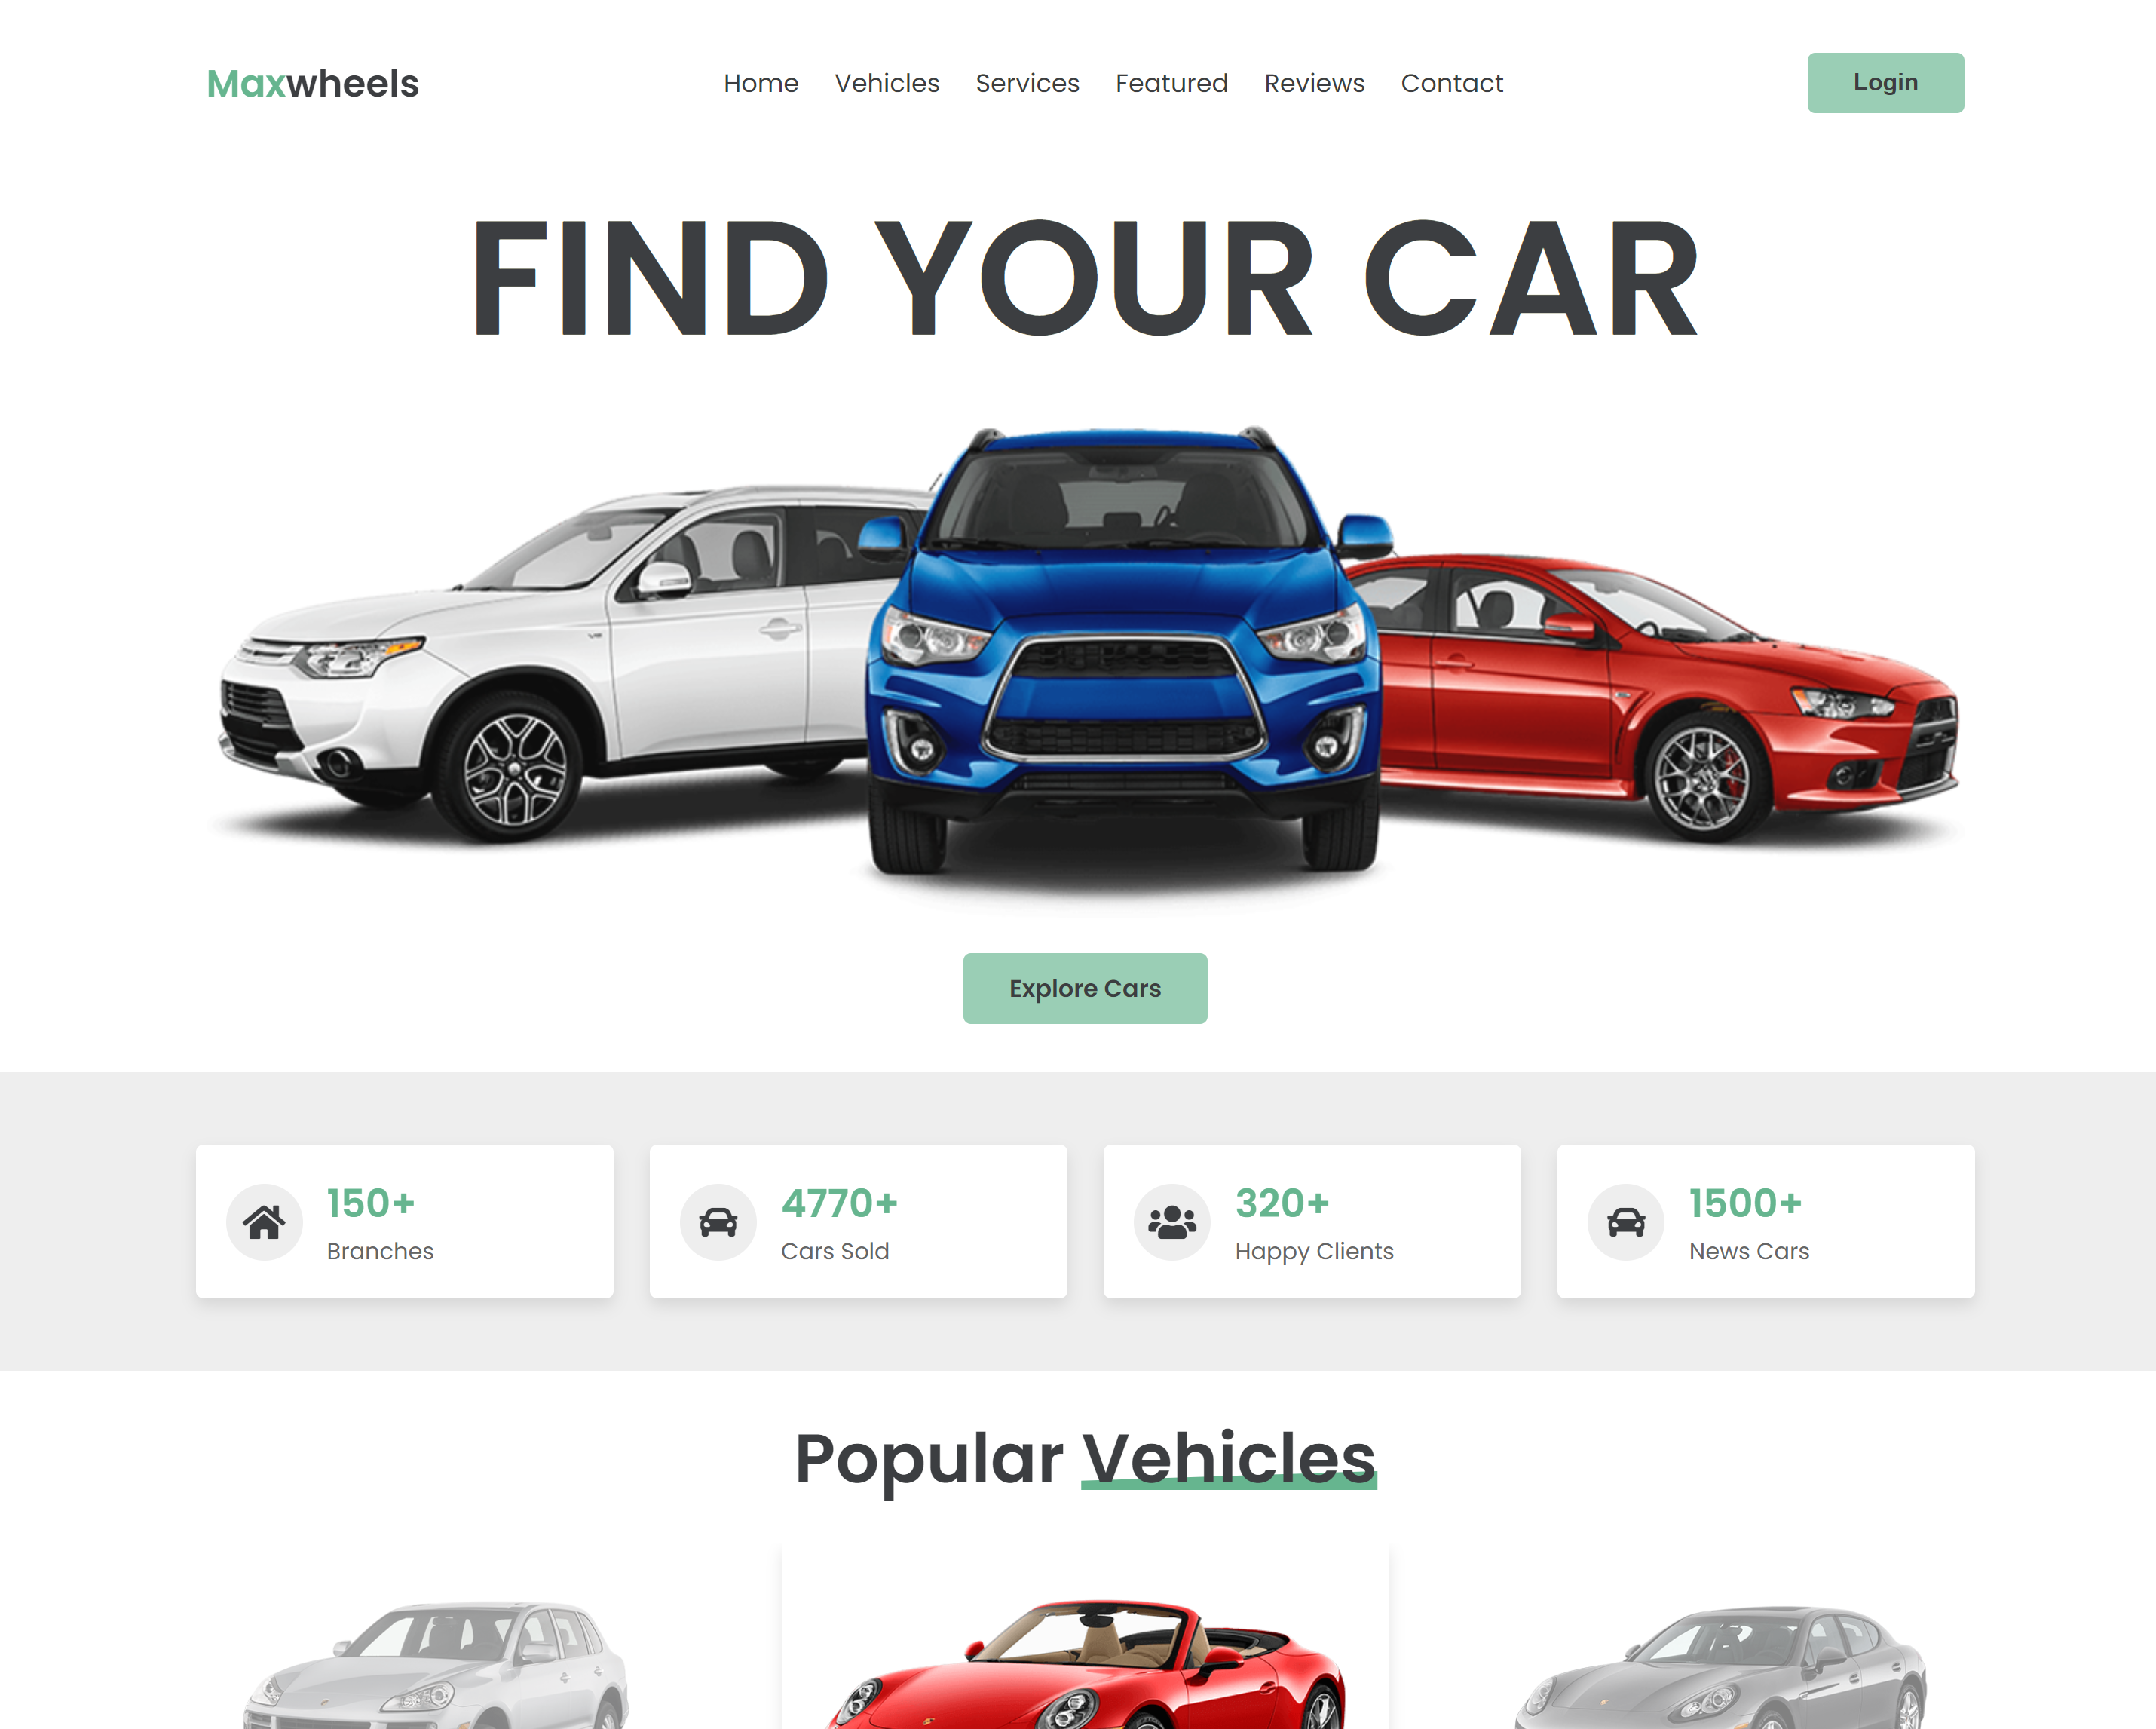 Maxwheels
Home Vehicles Services Featured Reviews Contact
Login
FIND YOUR CAR
Explore Cars
150+
Branches
4770+
Cars Sold
320+
Happy Clients
1500+
News Cars
Popular Vehicles